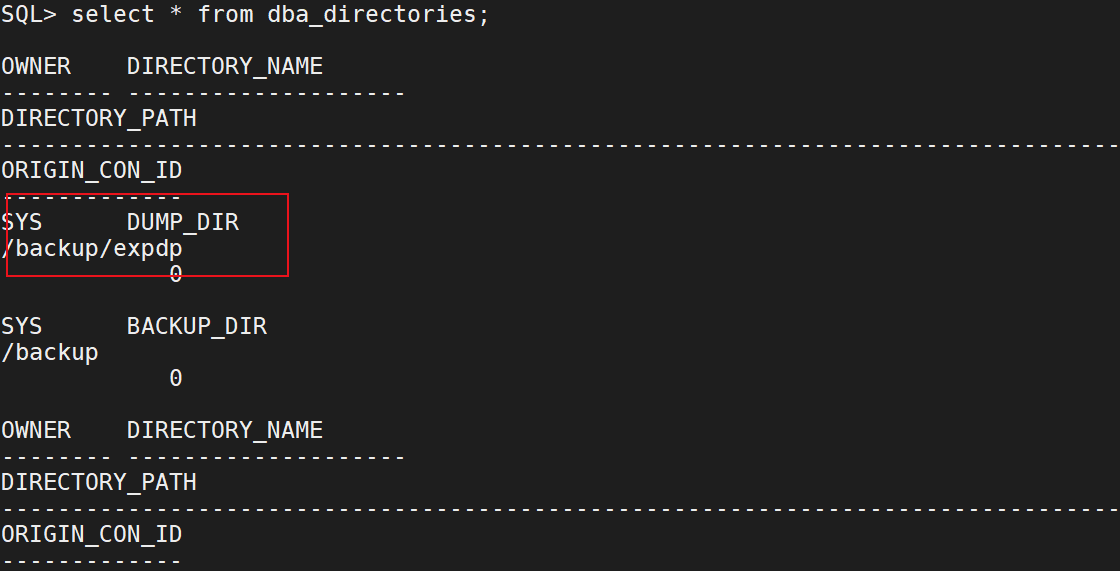 SQL> select * from dba_directories;
OWNER    DIRECTORY_NAME
-------- --------------------
DIRECTORY_PATH
--------------------------------------------------------------------------------
ORIGIN_CON_ID
-------------
SYS      DUMP_DIR
/backup/expdp
            0
SYS      BACKUP_DIR
/backup
            0
OWNER    DIRECTORY_NAME
-------- --------------------
DIRECTORY_PATH
--------------------------------------------------------------------------------
ORIGIN_CON_ID
-------------